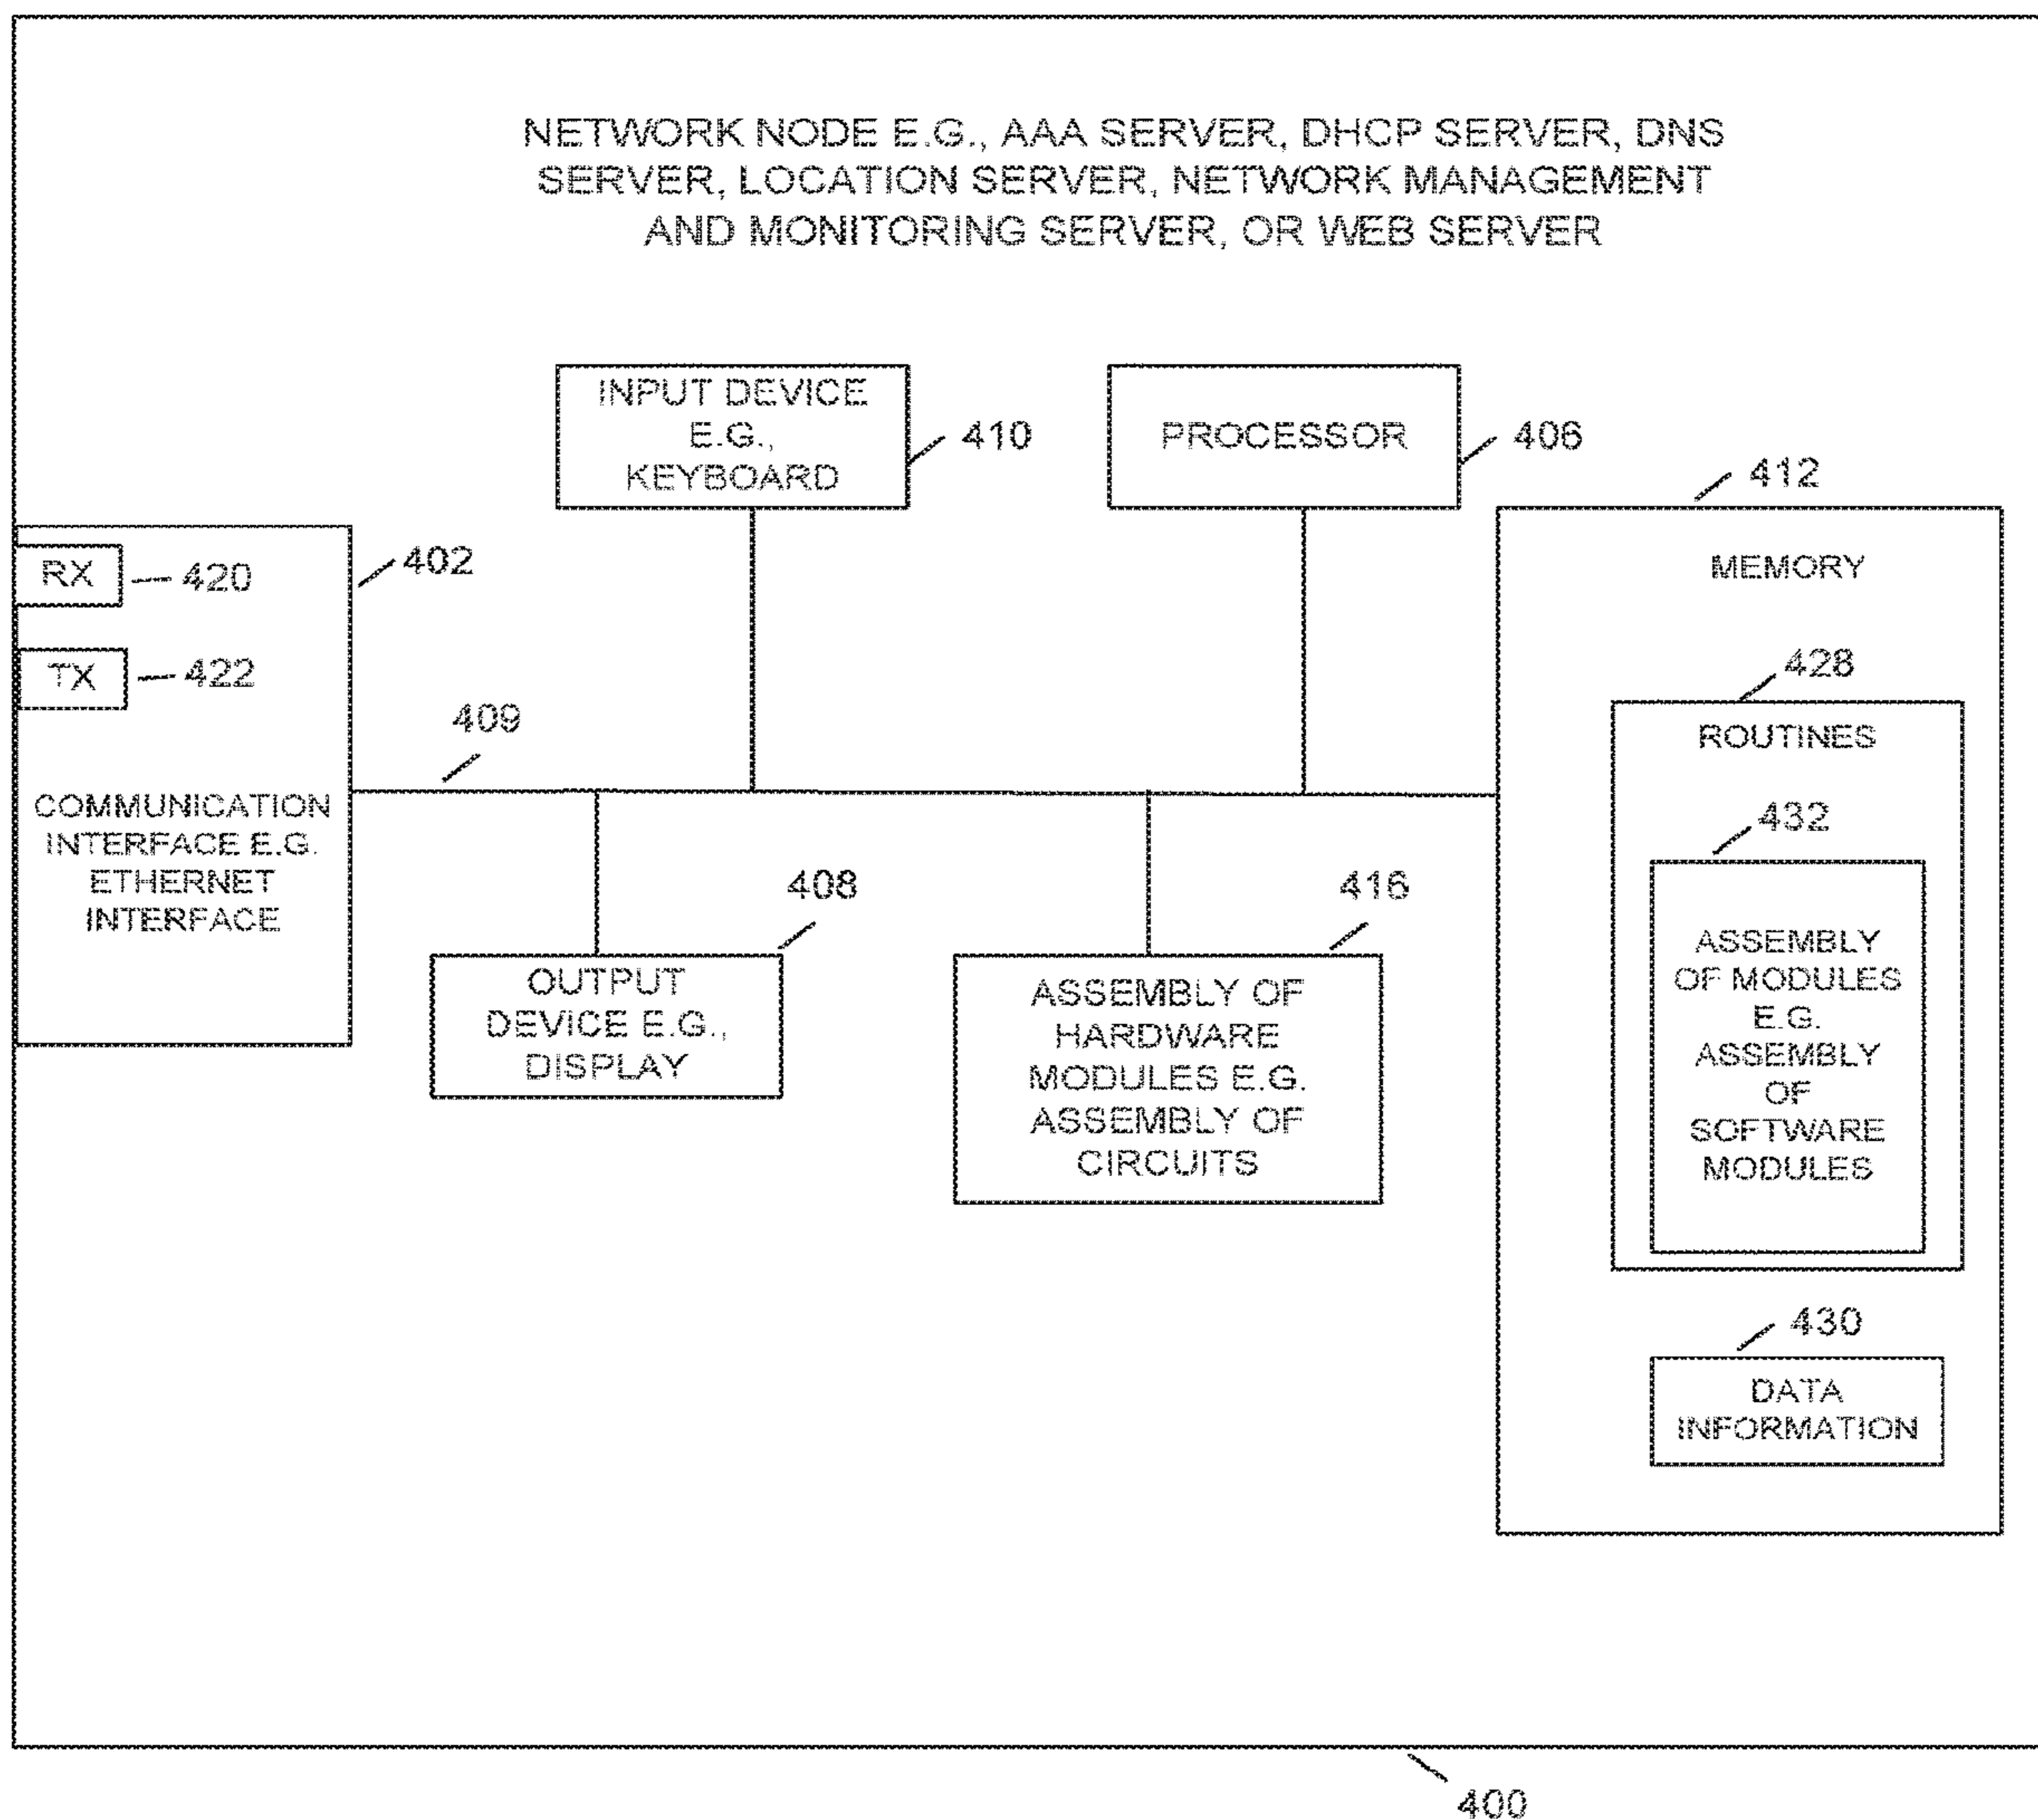 NETWORK NODE E.G., AAA SERVER, DHCP SERVER, DNS
SERVER, LOCATION SERVER, NETWORK MANAGEMENT
AND MONITORING SERVER, OR WEB SERVER
INPUT DEVICE
E.G.,
KEYBOARD
410
PROCESSOR
406
412
MEMORY
RX
420
402
TX
422
409
COMMUNICATION
INTERFACE E.G.
ETHERNET
INTERFACE
428
ROUTINES
432
ASSEMBLY
OF MODULES
E.G.
ASSEMBLY
OF
SOFTWARE
MODULES
408
OUTPUT
DEVICE E.G.,
DISPLAY
416
ASSEMBLY OF
HARDWARE
MODULES E.G.
ASSEMBLY OF
CIRCUITS
430
DATA
INFORMATION
400